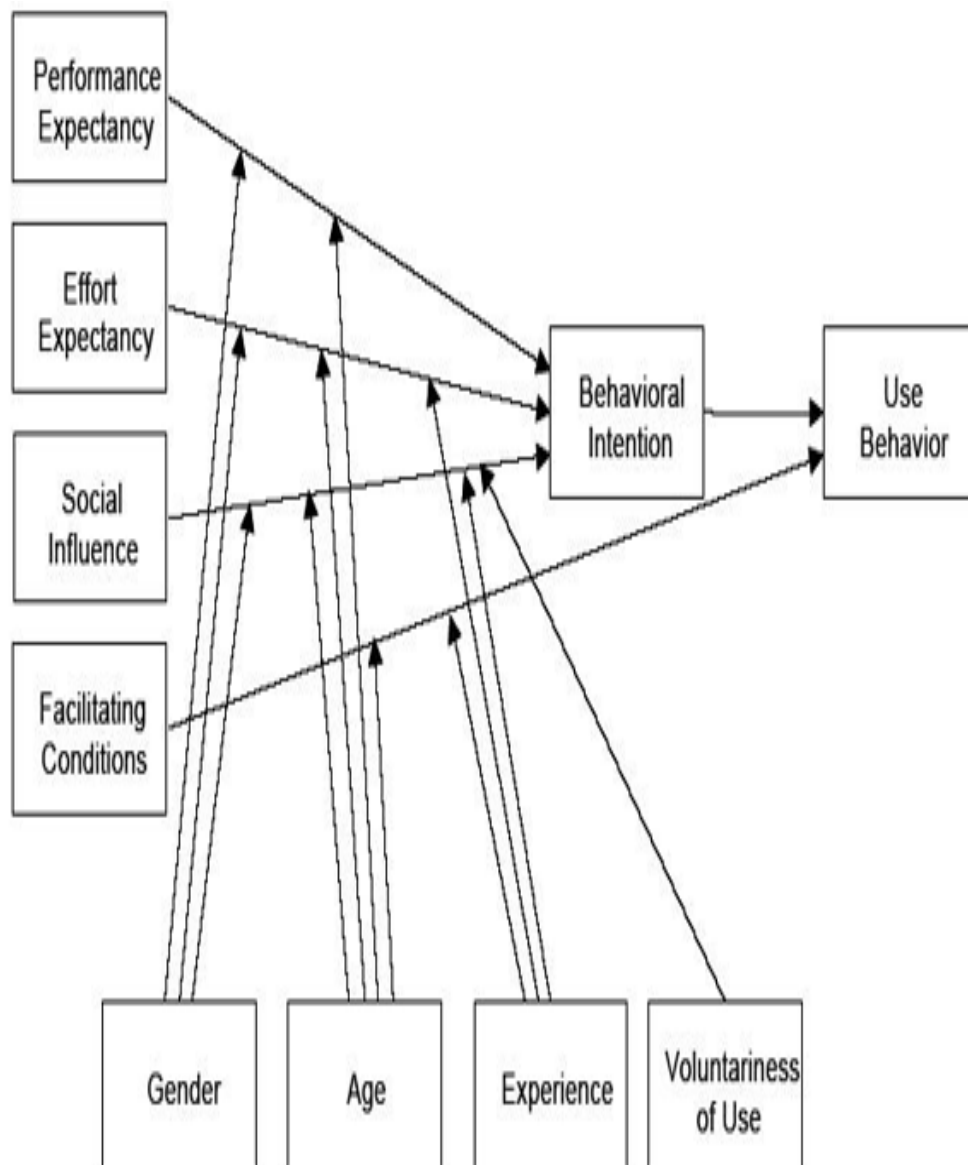 Performance
Expectancy
Effort
Expectancy
Social
Influence
Facilitating
Conditions
Behavioral
Intention
Use
Behavior
Gender
Age
Experience
Voluntariness
of Use